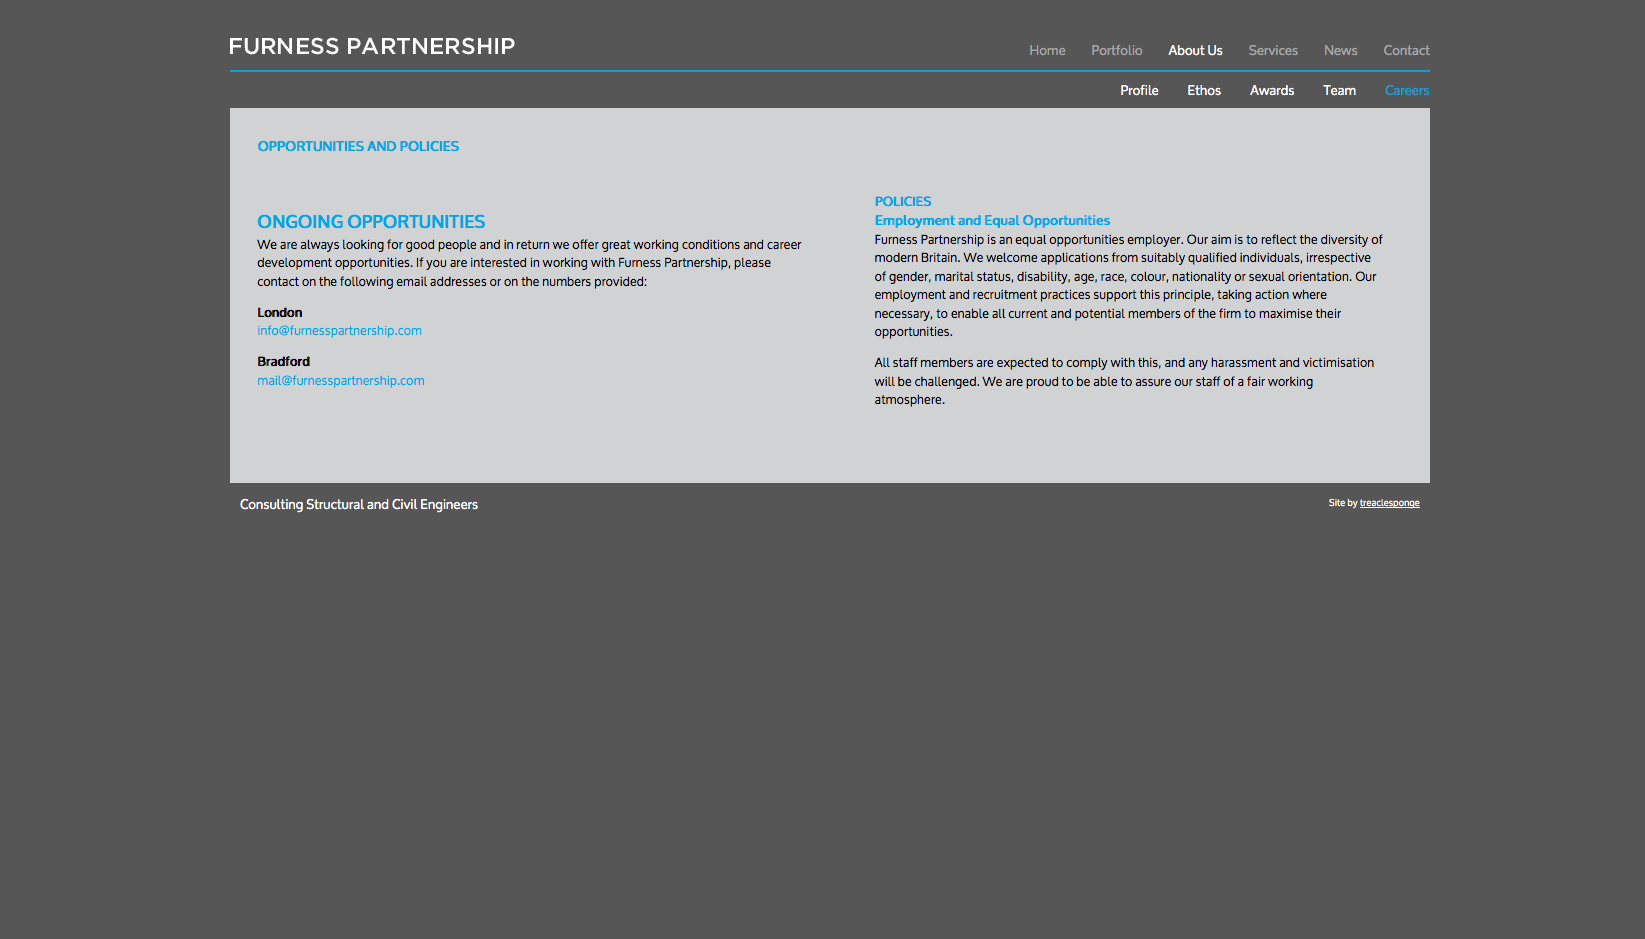 FURNESS PARTNERSHIP
Home Portfolio About Us Services News Contact
Profile Ethos Awards Team Careers
OPPORTUNITIES AND POLICIES
ONGOING OPPORTUNITIES
We are always looking for good people and in return we offer great working conditions and career
development opportunities. If you are interested in working with Furness Partnership, please
contact on the following email addresses or on the numbers provided:
London
info@furnesspartnership.com
Bradford
mail@furnesspartnership.com
POLICIES
Employment and Equal Opportunities
Furness Partnership is an equal opportunities employer. Our aim is to reflect the diversity of
modern Britain. We welcome applications from suitably qualified individuals, irrespective
of gender, marital status, disability, age, race, colour, nationality or sexual orientation. Our
employment and recruitment practices support this principle, taking action where
necessary, to enable all current and potential members of the firm to maximise their
opportunities.
All staff members are expected to comply with this, and any harassment and victimisation
will be challenged. We are proud to be able to assure our staff of a fair working
atmosphere.
Consulting Structural and Civil Engineers
Site by treaclesponge